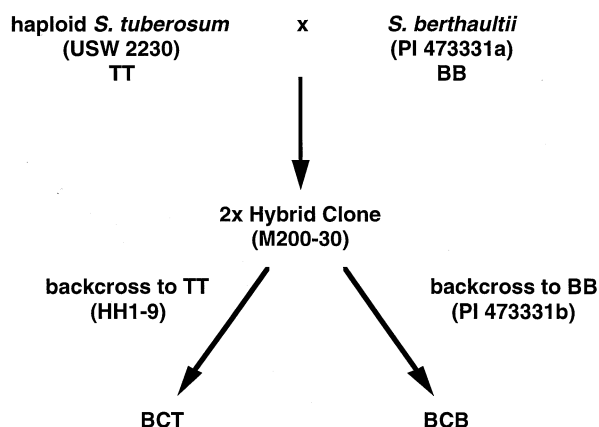 haploid S. tuberosum x S. berthaultii
(USW 2230) (PI 473331a)
TT BB
2x Hybrid Clone
(M200-30)
backcross to TT backcross to BB
(HH1-9) (PI 473331b)
BCT BCB